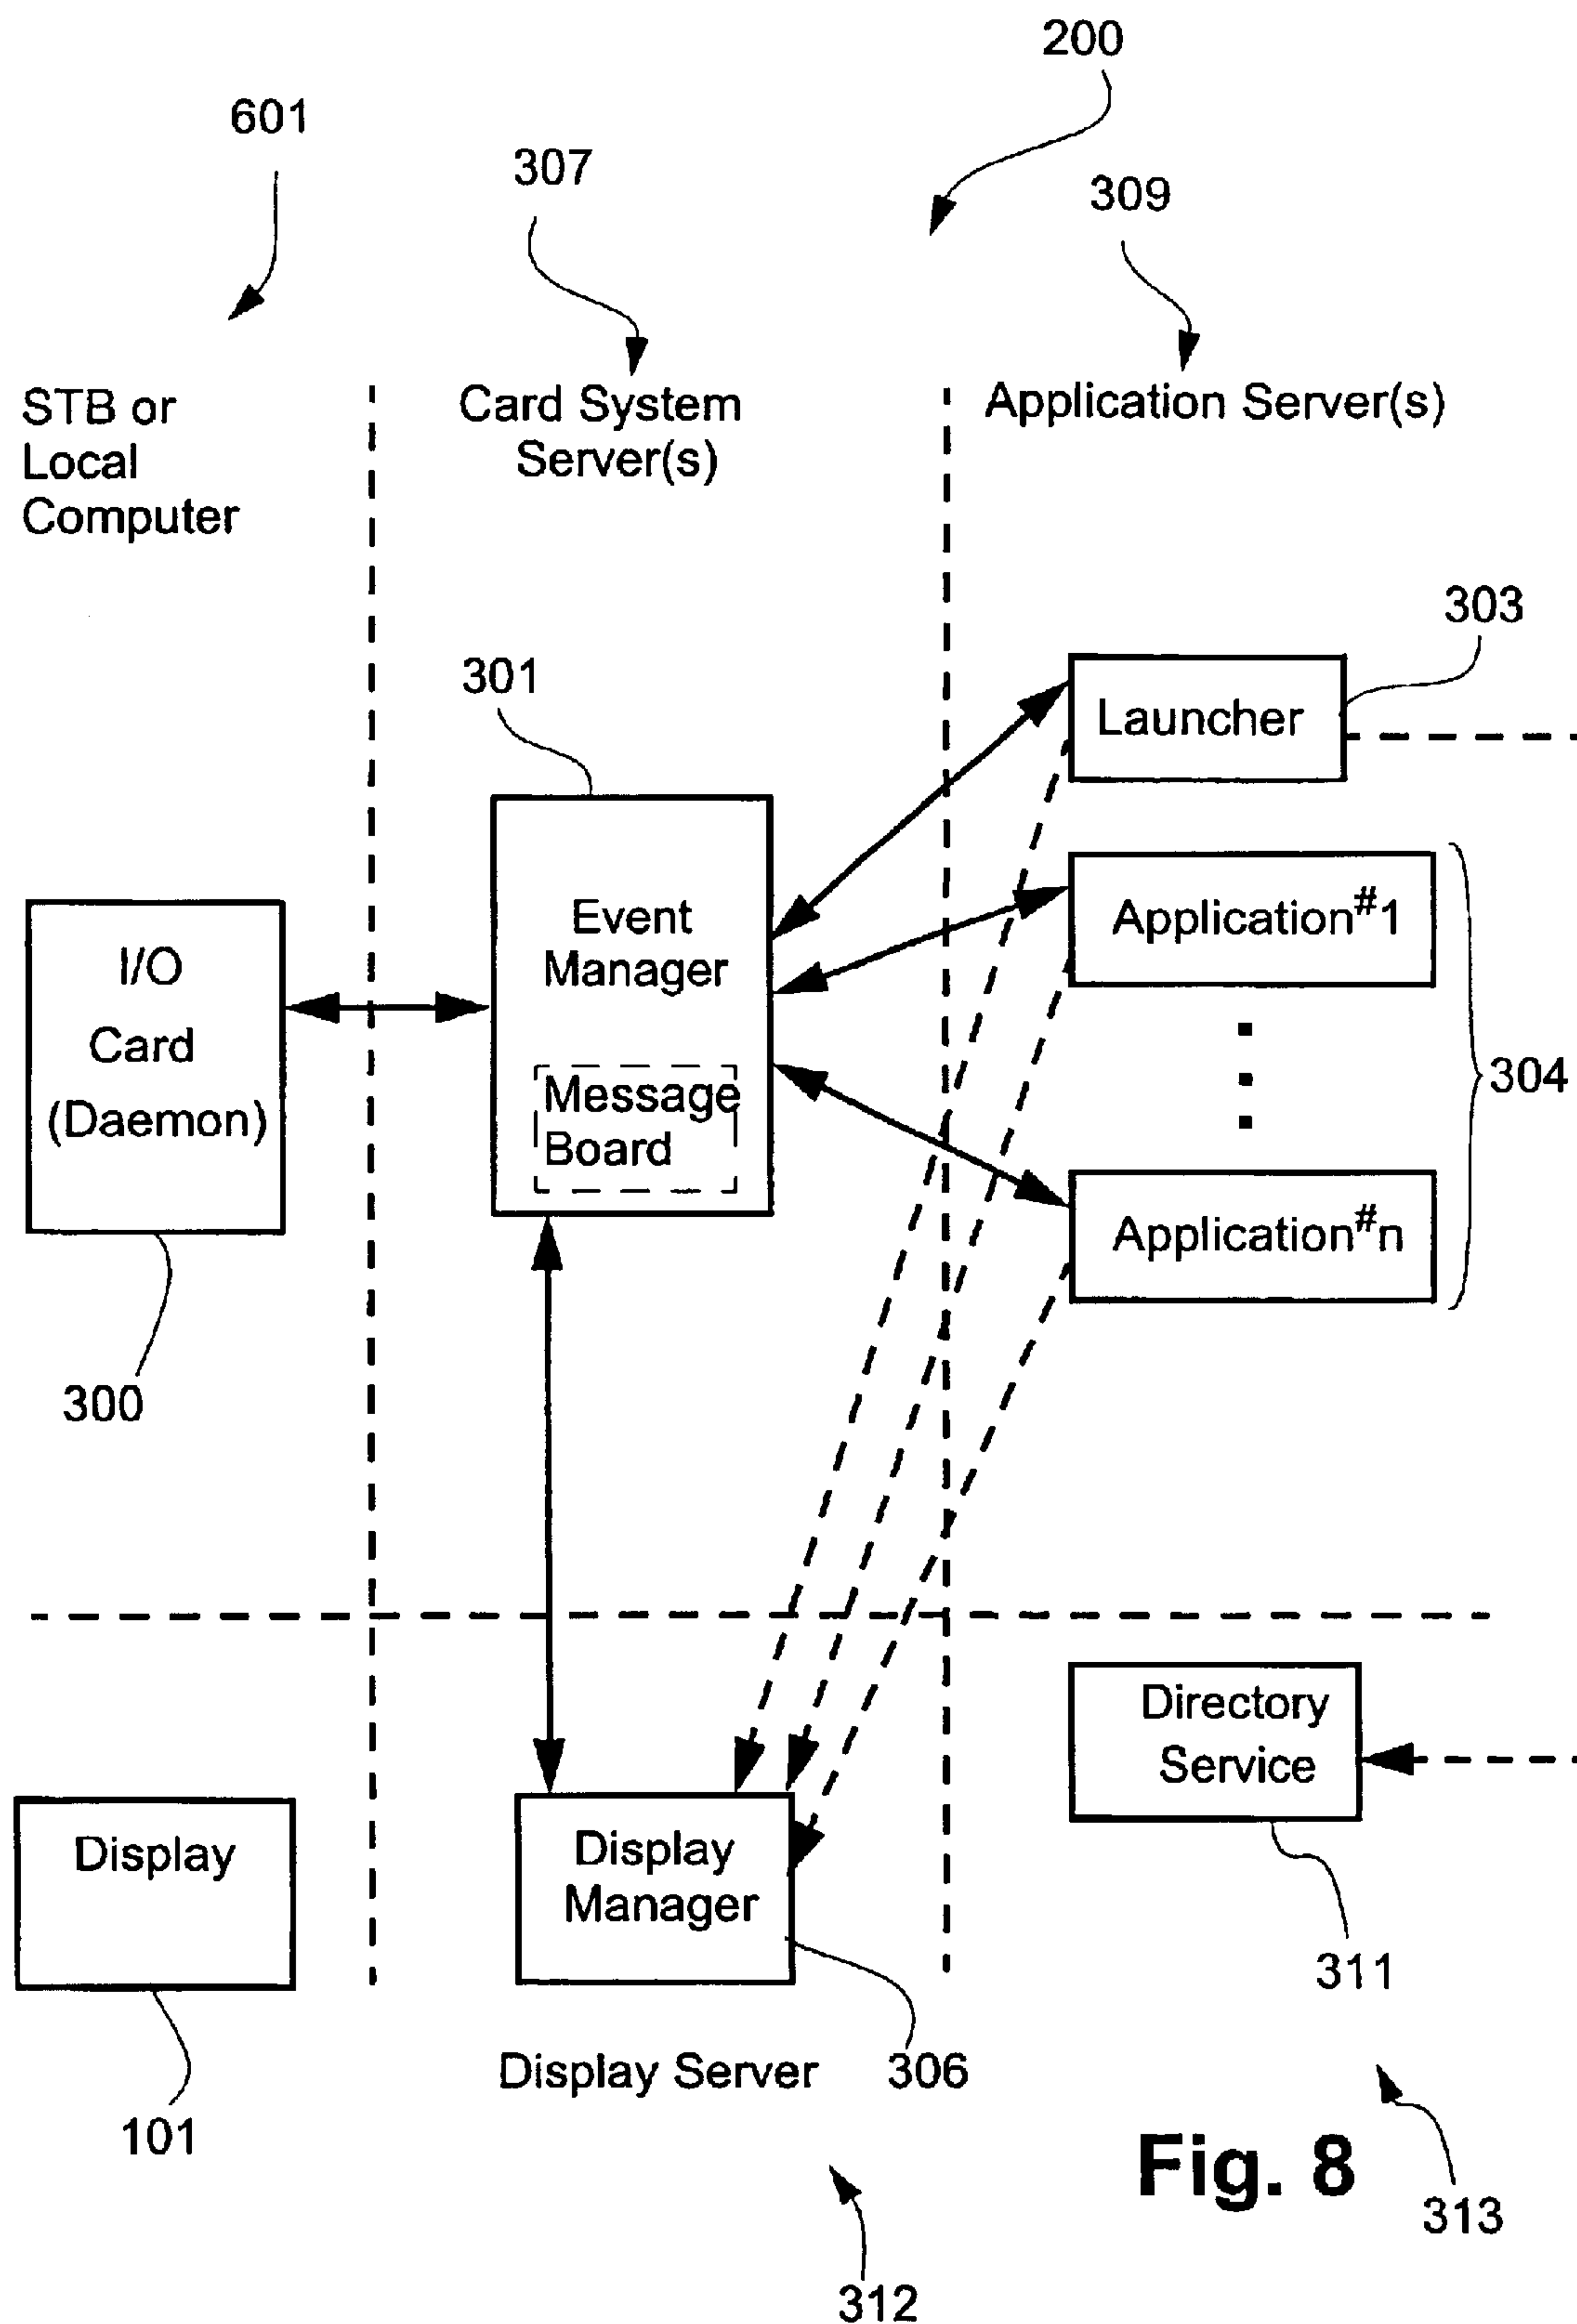 200
601
307
309
STB or
Local
Computer
Card System
Server(s)
Application Server(s)
303
301
Launcher
Event
Manager
Application#1
I/O
Card
(Daemon)
Message
Board
304
Application#n
300
Directory
Service
Display
Display
Manager
311
Display Server
306
101
Fig. 8
313
312